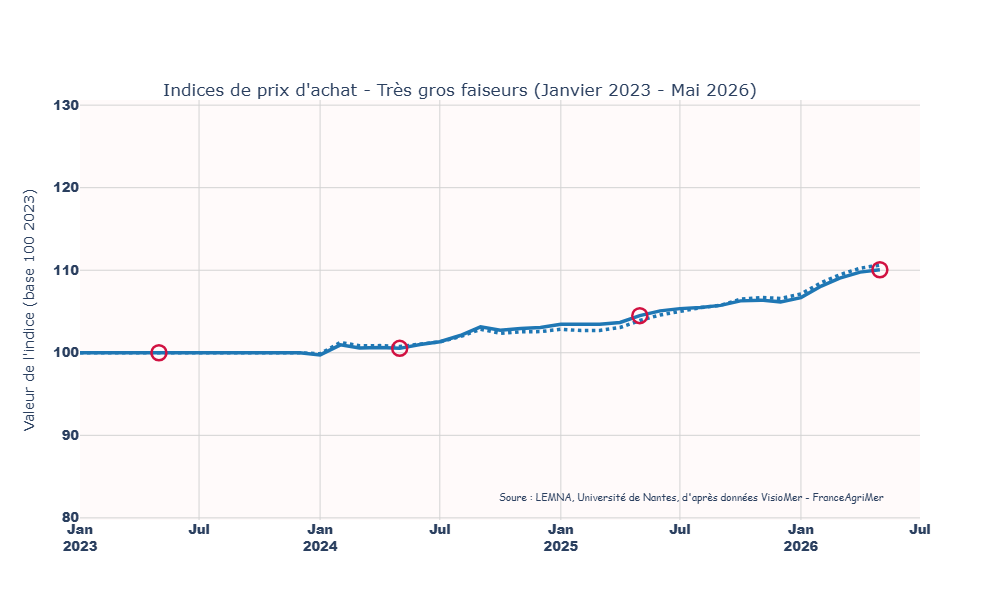 Indices de prix d'achat - Très gros faiseurs (Janvier 2023 - Mai 2026)
Valeur de l'indice (base 100 2023)
130
120
110
100
90
80
Soure : LEMNA, Université de Nantes, d'après données VisioMer - FranceAgriMer
Jan Jul Jan Jul Jan Jul Jan Jul
2023 2024 2025 2026